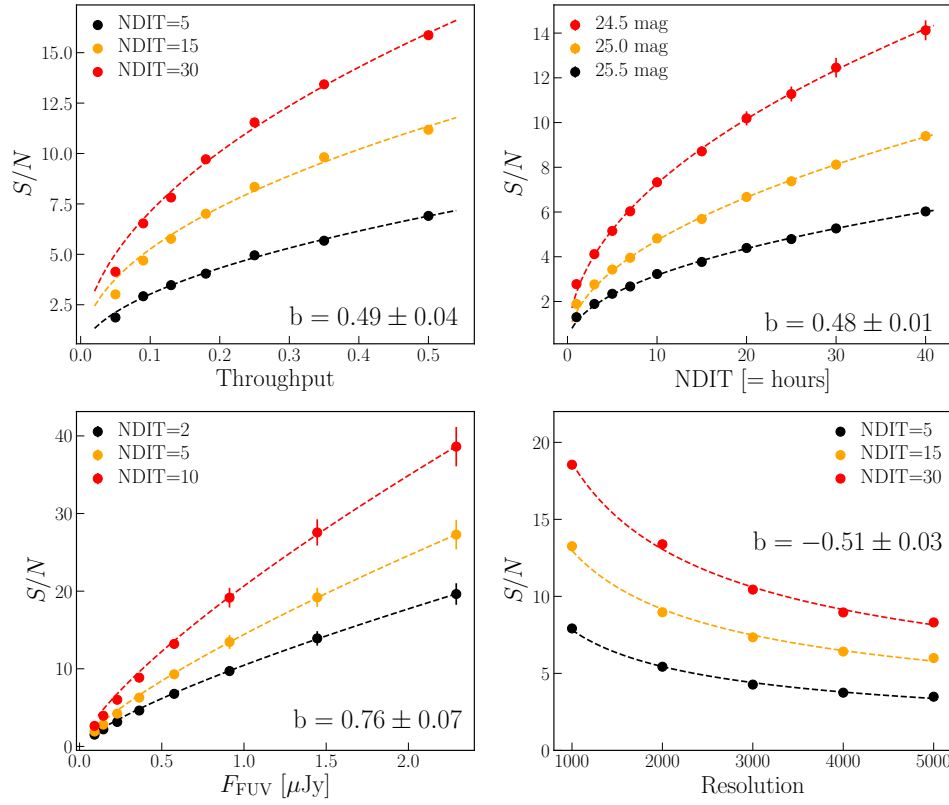 NDIT=5
NDIT=15
NDIT=30
15.0
12.5
10.0
7.5
5.0
2.5
S/N
b = 0.49 ± 0.04
0.0 0.1 0.2 0.3 0.4 0.5
Throughput
24.5 mag
25.0 mag
25.5 mag
14
12
10
8
6
4
2
S/N
b = 0.48 ± 0.01
0 10 20 30 40
NDIT [= hours]
NDIT=2
NDIT=5
NDIT=10
40
30
20
10
0
S/N
b = 0.76 ± 0.07
0.0 0.5 1.0 1.5 2.0
F_FUV [μJy]
NDIT=5
NDIT=15
NDIT=30
20
15
10
5
0
S/N
b = −0.51 ± 0.03
1000 2000 3000 4000 5000
Resolution